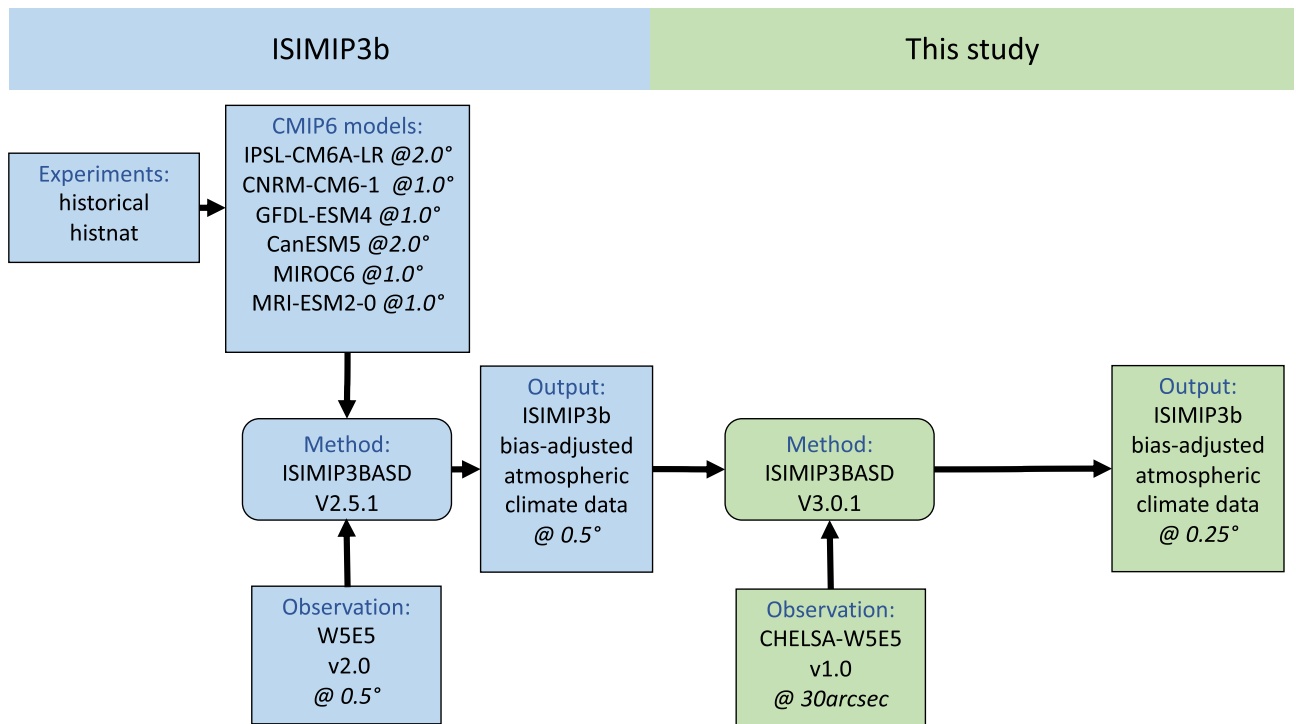 ISIMIP3b
This study
Experiments:
historical
histnat
CMIP6 models:
IPSL-CM6A-LR @2.0°
CNRM-CM6-1 @1.0°
GFDL-ESM4 @1.0°
CanESM5 @2.0°
MIROC6 @1.0°
MRI-ESM2-0 @1.0°
Method:
ISIMIP3BASD
V2.5.1
Observation:
W5E5
v2.0
@ 0.5°
Output:
ISIMIP3b
bias-adjusted
atmospheric
climate data
@ 0.5°
Method:
ISIMIP3BASD
V3.0.1
Observation:
CHELSA-W5E5
v1.0
@ 30arcsec
Output:
ISIMIP3b
bias-adjusted
atmospheric
climate data
@ 0.25°